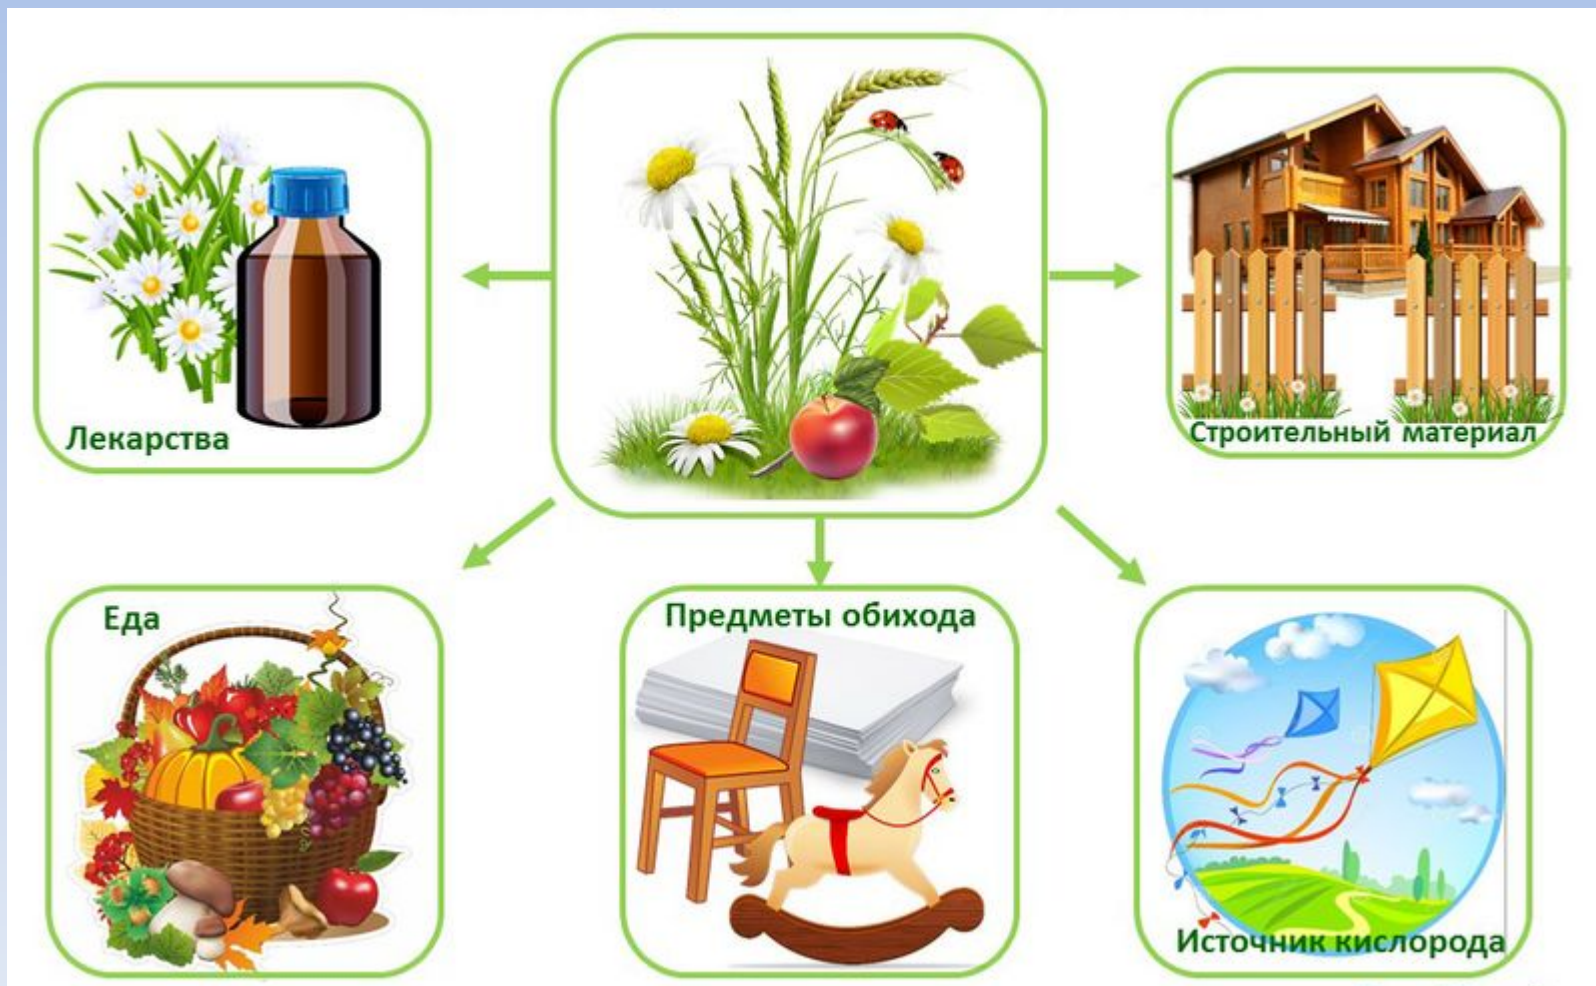 Лекарства
Строительный материал
Еда
Предметы обихода
Источник кислорода